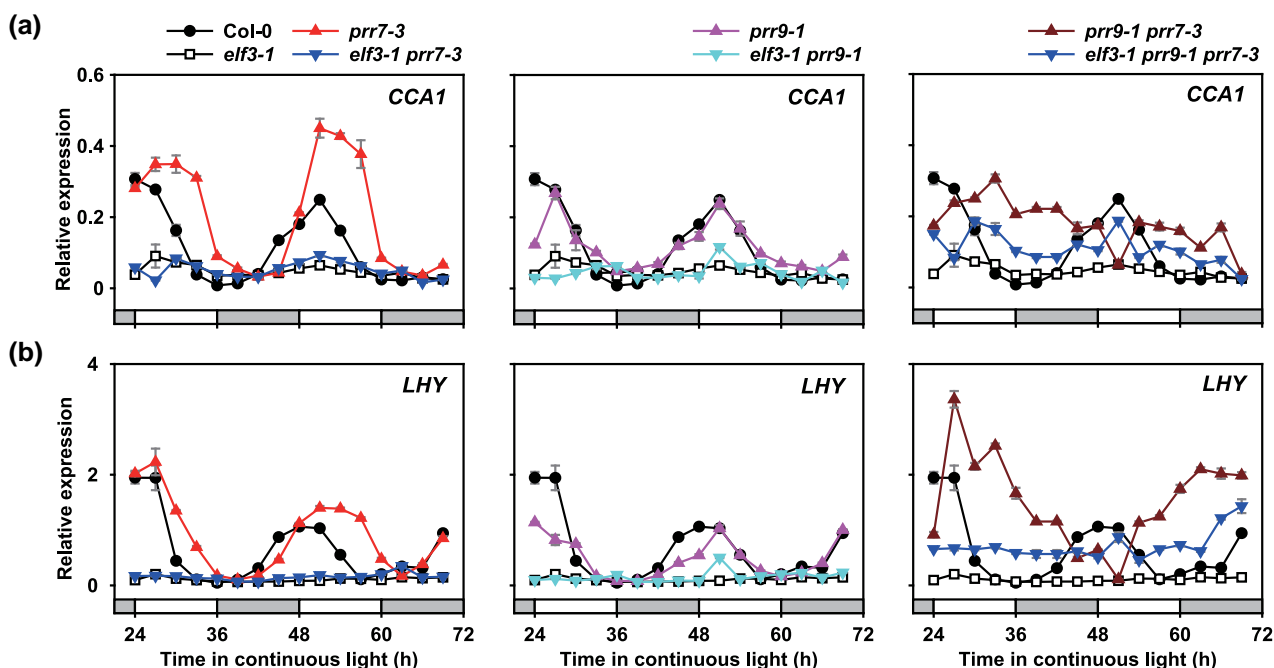 (a)
Col-0 prr7-3 prr9-1 prr9-1 prr7-3
elf3-1 elf3-1 prr7-3 elf3-1 prr9-1 elf3-1 prr9-1 prr7-3
0.6 CCA1 CCA1 CCA1
0.4
0.2
0
Relative expression
(b)
4 LHY LHY LHY
2
0
Relative expression
24 36 48 60 72 24 36 48 60 72 24 36 48 60 72
Time in continuous light (h) Time in continuous light (h) Time in continuous light (h)